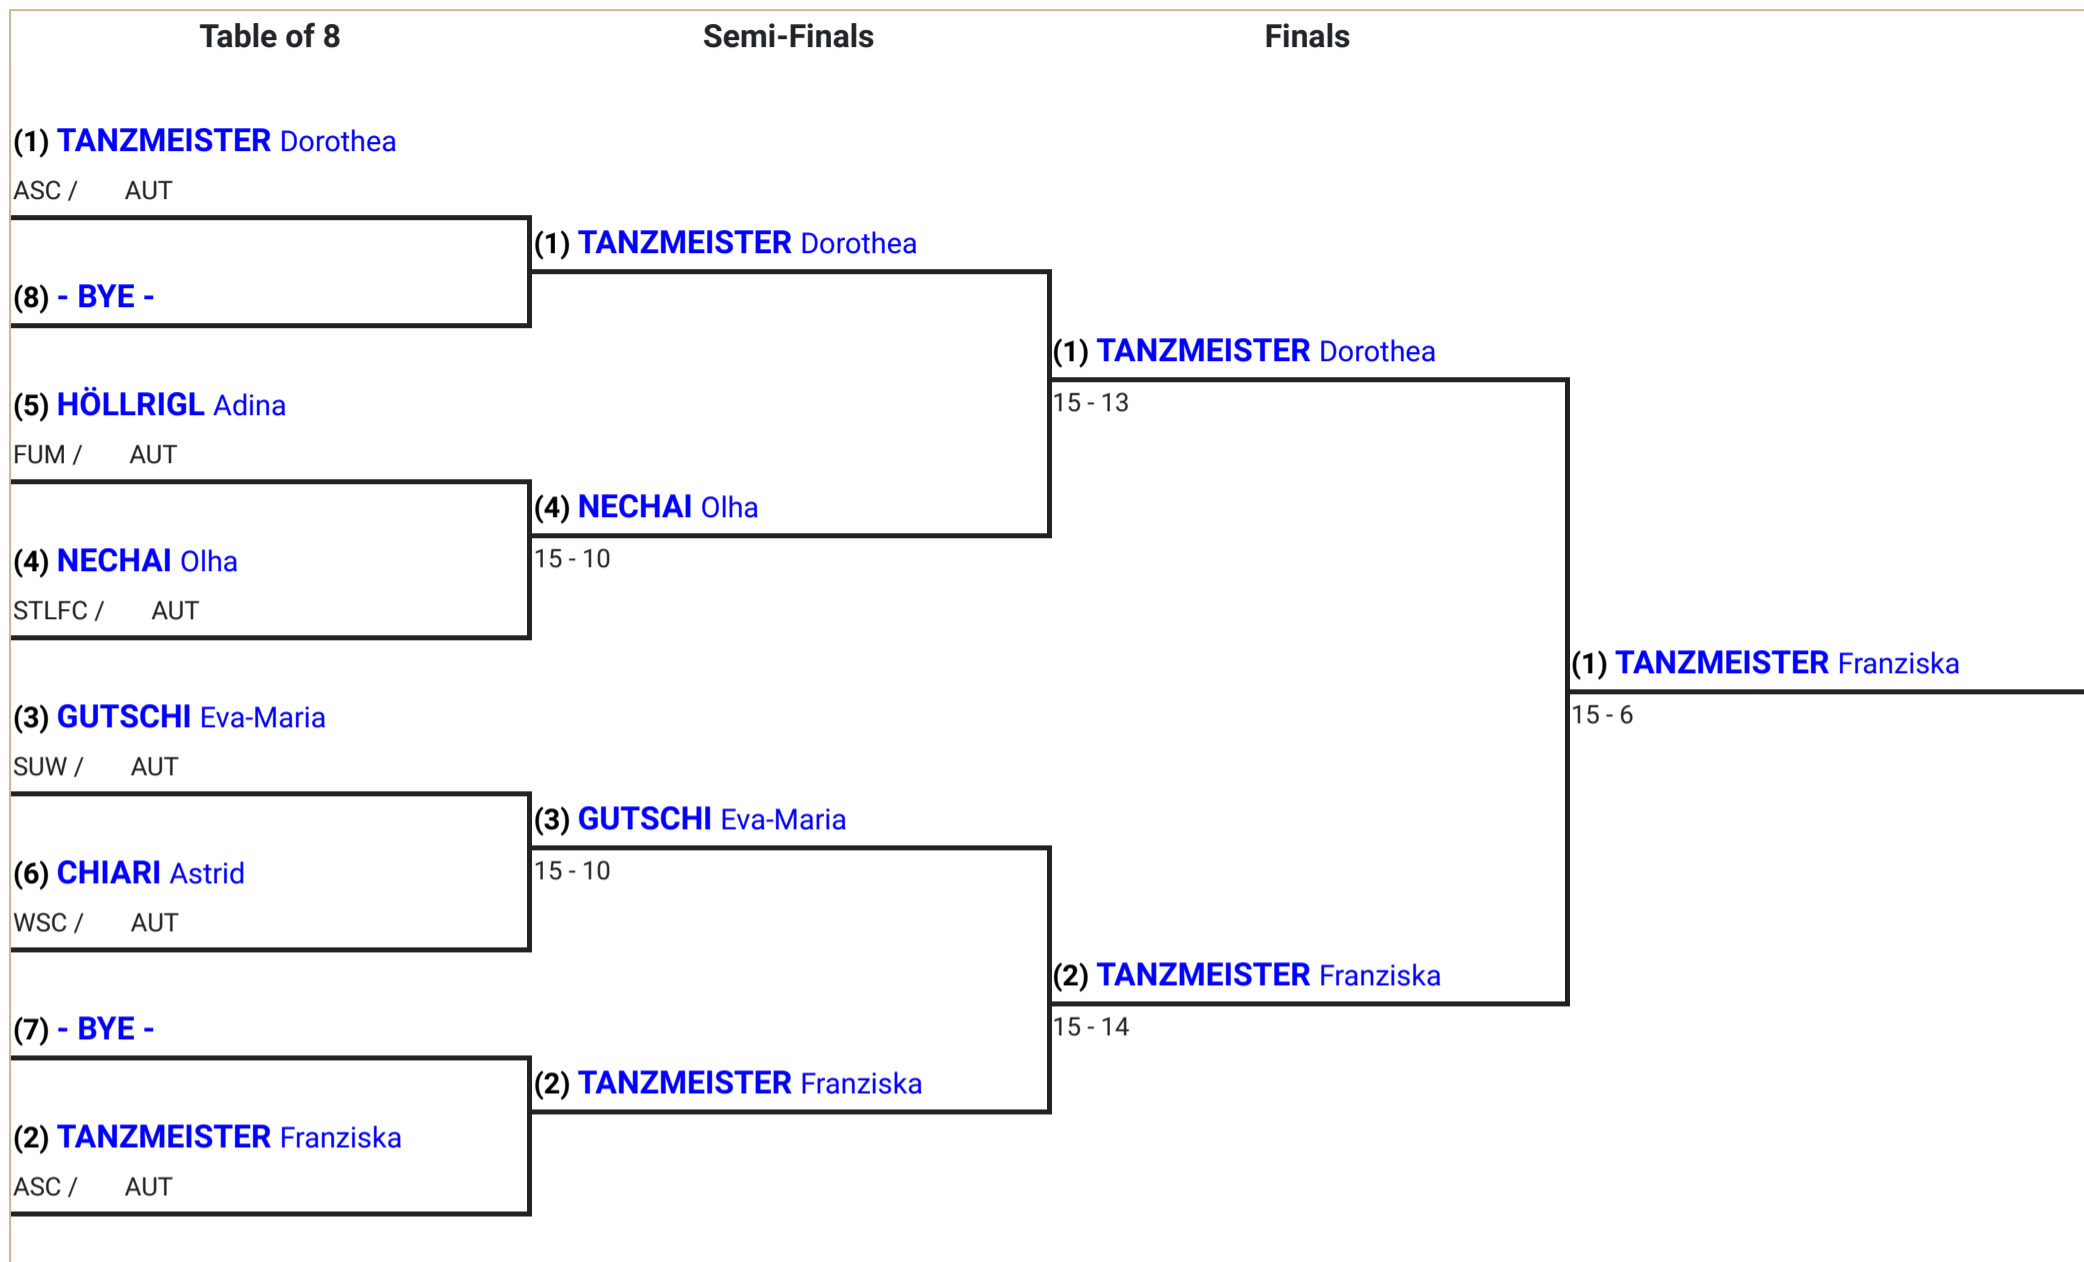 Table of 8
Semi-Finals
Finals
(1) TANZMEISTER Dorothea
ASC / AUT
(8) - BYE -
(5) HÖLLRIGL Adina
FUM / AUT
(4) NECHAI Olha
STLFC / AUT
(3) GUTSCHI Eva-Maria
SUW / AUT
(6) CHIARI Astrid
WSC / AUT
(7) - BYE -
(2) TANZMEISTER Franziska
ASC / AUT
(1) TANZMEISTER Dorothea
(4) NECHAI Olha
15 - 10
(3) GUTSCHI Eva-Maria
15 - 10
(2) TANZMEISTER Franziska
(1) TANZMEISTER Dorothea
15 - 13
(2) TANZMEISTER Franziska
15 - 14
(1) TANZMEISTER Franziska
15 - 6